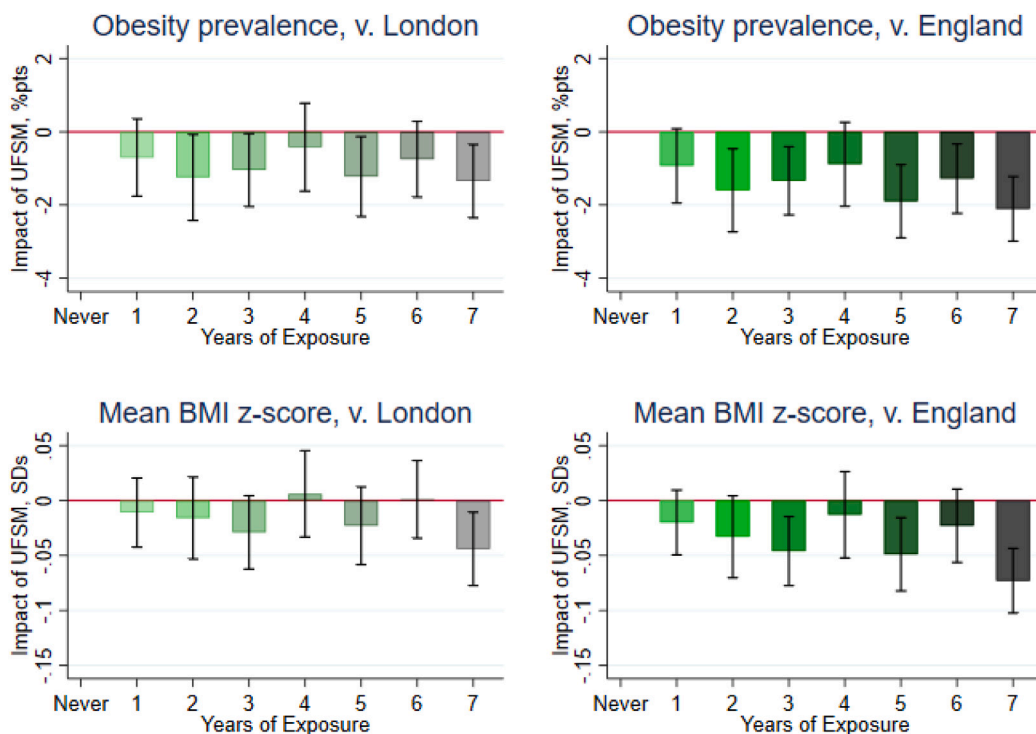 Obesity prevalence, v. London
Impact of UFSM, %pts
2
0
-2
-4
Never 1 2 3 4 5 6 7
Years of Exposure
Obesity prevalence, v. England
Impact of UFSM, %pts
2
0
-2
-4
Never 1 2 3 4 5 6 7
Years of Exposure
Mean BMI z-score, v. London
Impact of UFSM, SDs
.05
0
-.05
-.1
-.15
Never 1 2 3 4 5 6 7
Years of Exposure
Mean BMI z-score, v. England
Impact of UFSM, SDs
.05
0
-.05
-.1
-.15
Never 1 2 3 4 5 6 7
Years of Exposure